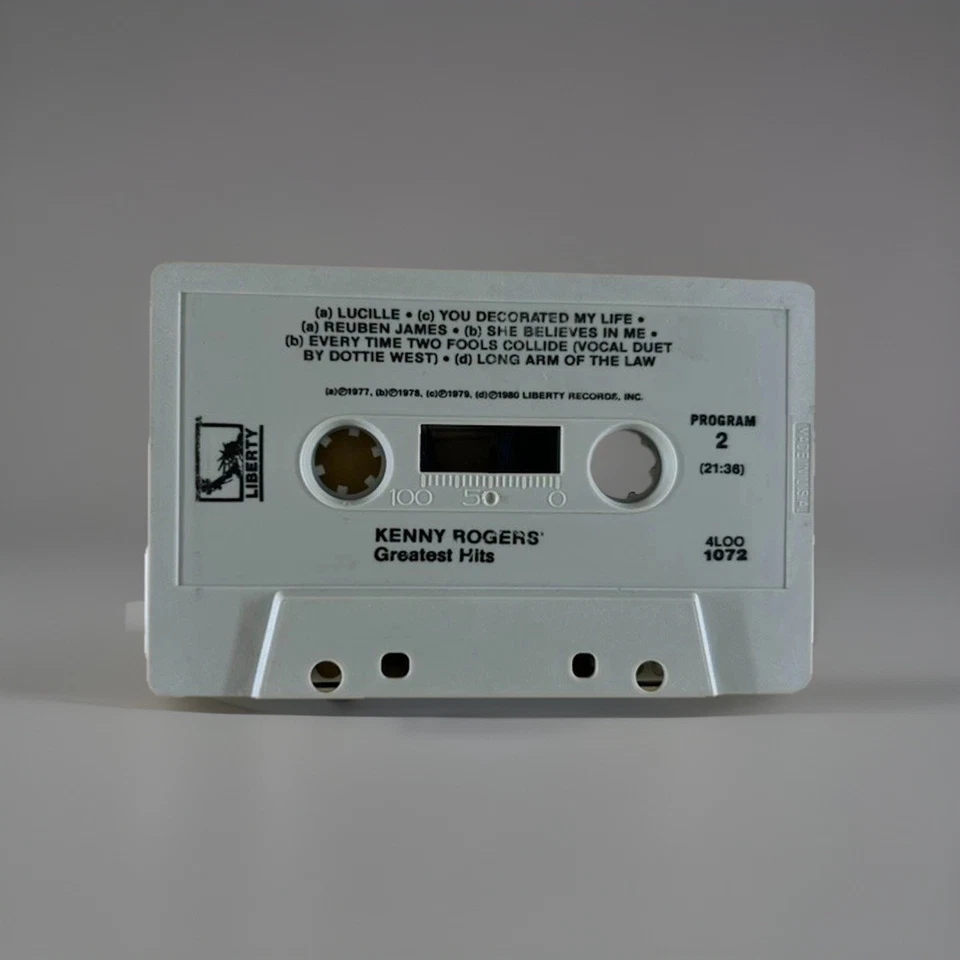 (a) LUCILLE • (c) YOU DECORATED MY LIFE •
(a) REUBEN JAMES • (b) SHE BELIEVES IN ME •
(b) EVERY TIME TWO FOOLS COLLIDE (VOCAL DUET
BY DOTTIE WEST) • (d) LONG ARM OF THE LAW
(a)℗1977, (b)℗1978, (c)℗1979, (d)℗1980 LIBERTY RECORDS, INC.
LIBERTY
PROGRAM
2
(21:36)
MADE IN U.S.A.
100 50 0
KENNY ROGERS'
Greatest Hits
4LOO
1072